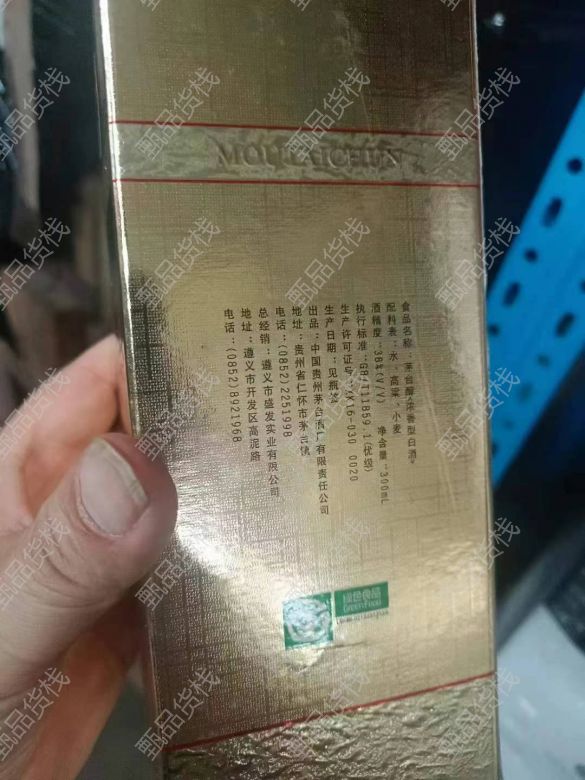 MOUTAICHUN
食品名称：茅台醇(浓香型白酒)
配料表：水、高粱、小麦
酒精度：38%(V/V) 净含量：300mL
执行标准：GB/T11859.1(优级)
生产许可证号：XK16-030 0020
生产日期：见瓶
出品：中国贵州茅台酒厂有限责任公司
地址：贵州省仁怀市茅台镇
电话：(0852)2251998
总经销：遵义市盛发实业有限公司
地址：遵义市开发区高泥路
电话：(0852)8921968
绿色食品
GREENFOOD
甄品货栈